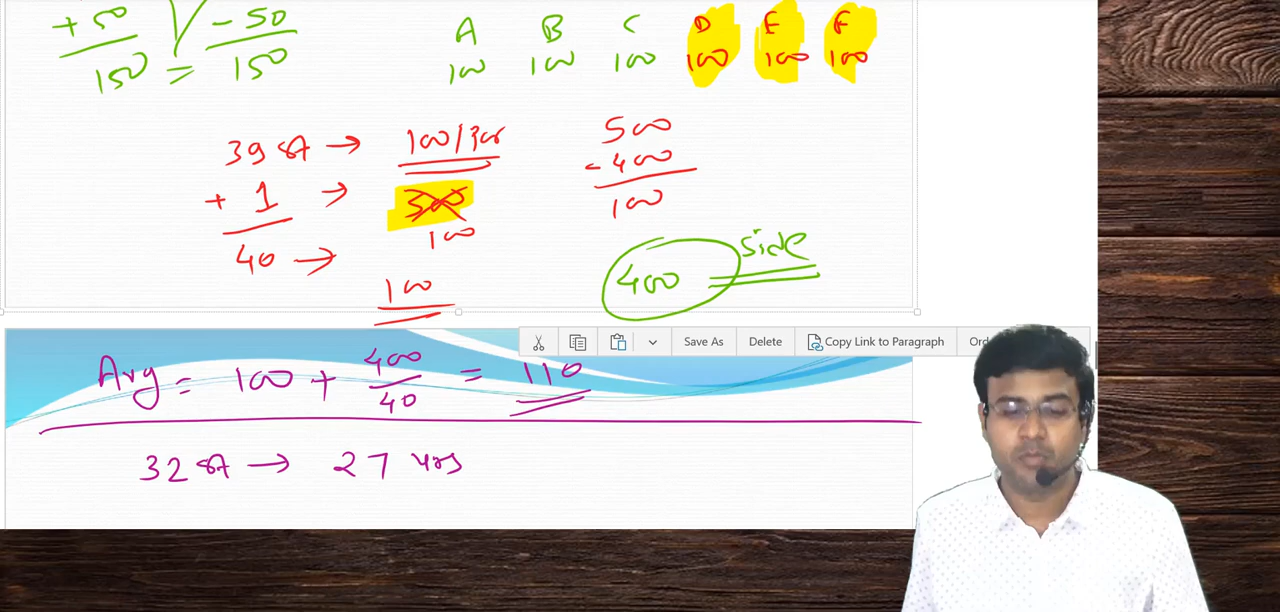 +50 - 50
150 = 150
A B C D E F
100 100 100 100 100 100
39 st → 100/
+ 1 → 500
100
40 → 100
500
- 400
100
400 side
Save As Delete Copy Link to Paragraph
Avg = 100 + 400/40 = 110
32 st → 27 yrs